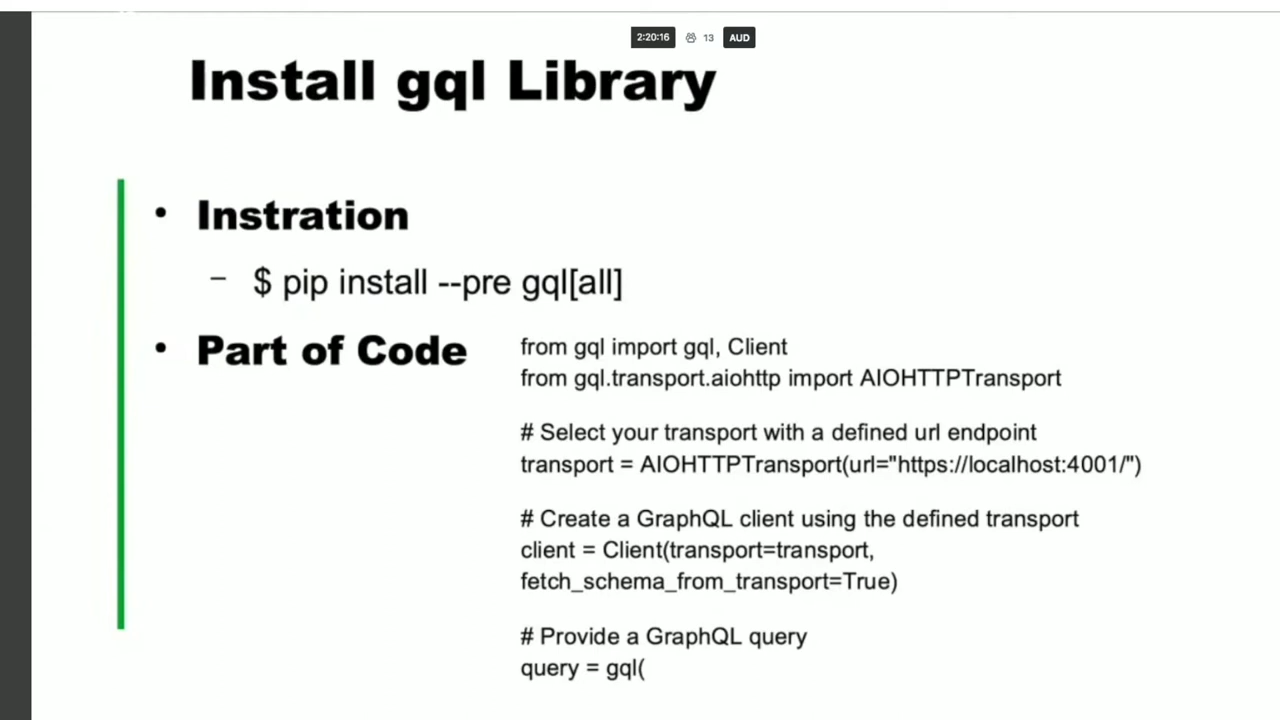 2:20:16 13 AUD
Install gql Library
• Instration
– $ pip install --pre gql[all]
• Part of Code
from gql import gql, Client
from gql.transport.aiohttp import AIOHTTPTransport
# Select your transport with a defined url endpoint
transport = AIOHTTPTransport(url="https://localhost:4001/")
# Create a GraphQL client using the defined transport
client = Client(transport=transport,
fetch_schema_from_transport=True)
# Provide a GraphQL query
query = gql(